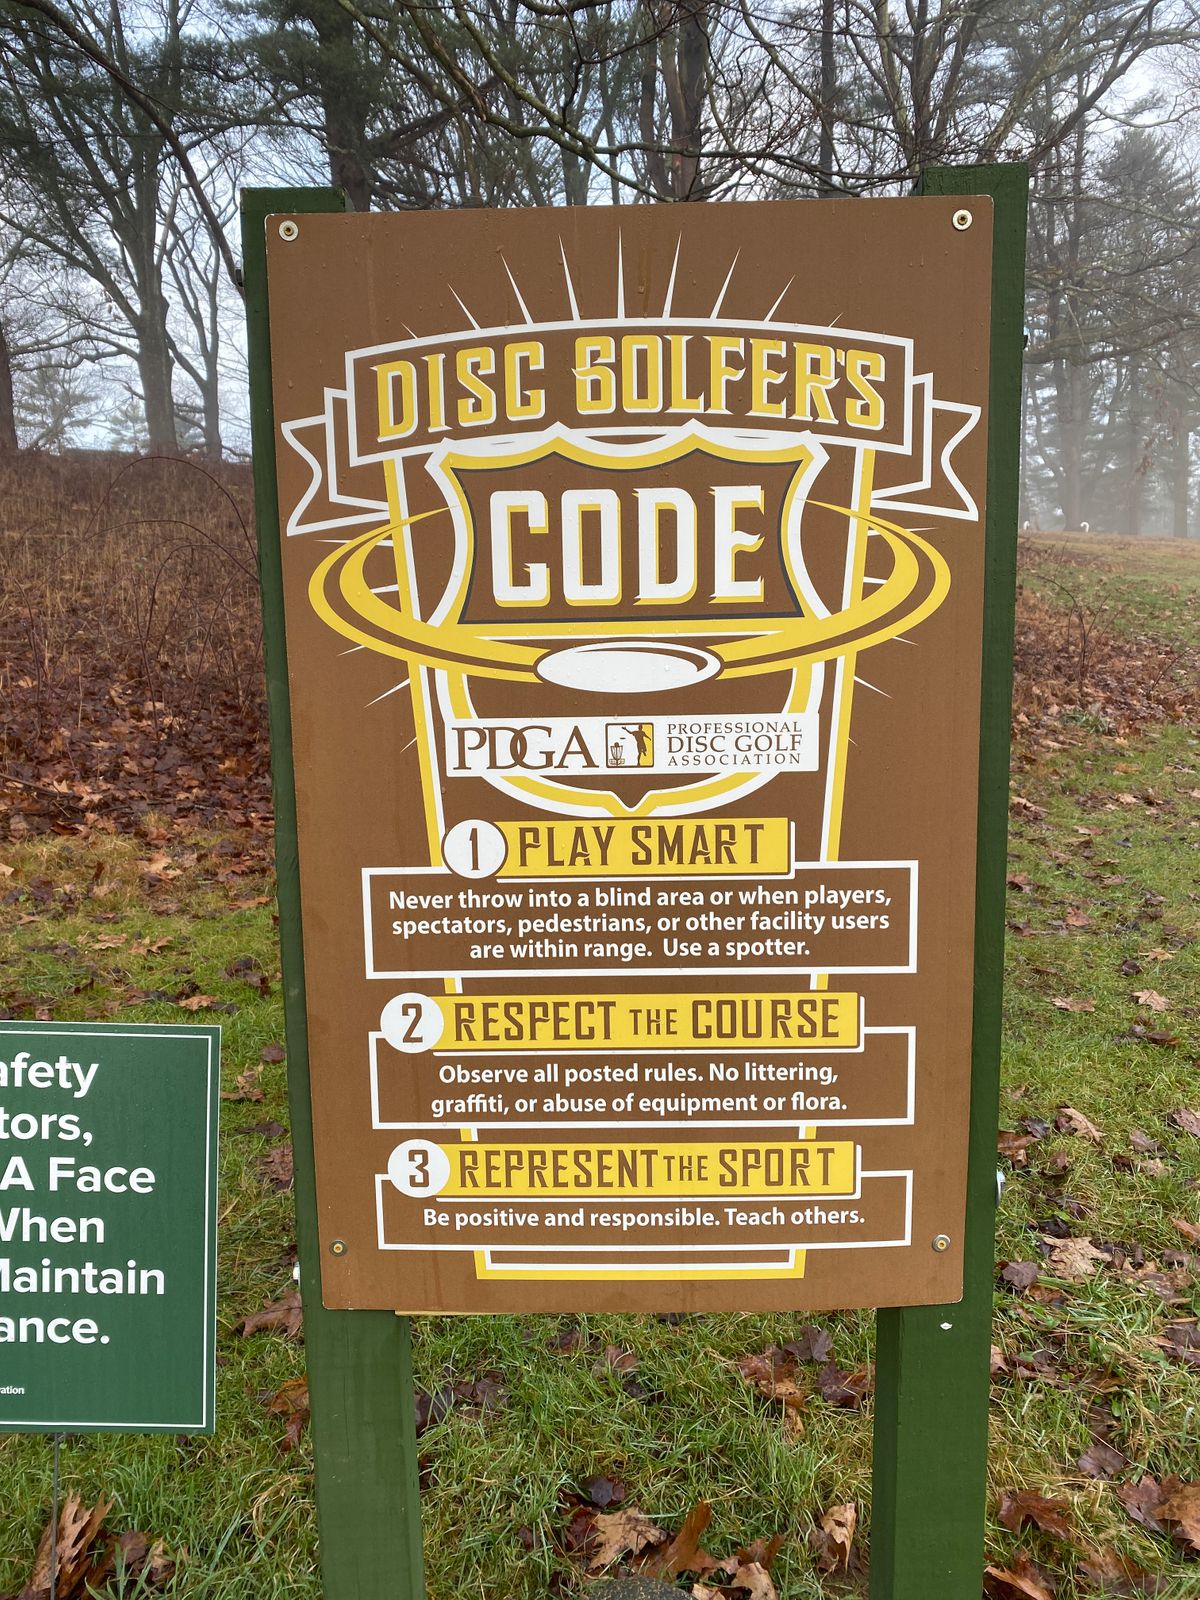 DISC GOLFER'S
CODE
PDGA
PROFESSIONAL
DISC GOLF
ASSOCIATION
1 PLAY SMART
Never throw into a blind area or when players,
spectators, pedestrians, or other facility users
are within range. Use a spotter.
2 RESPECT THE COURSE
Observe all posted rules. No littering,
graffiti, or abuse of equipment or flora.
3 REPRESENT THE SPORT
Be positive and responsible. Teach others.
afety
tors,
A Face
When
Maintain
ance.